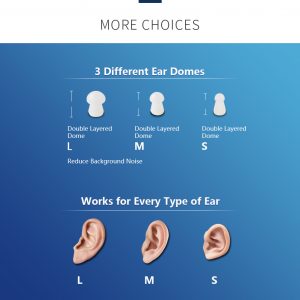 MORE CHOICES
3 Different Ear Domes
Double Layered Dome
Double Layered Dome
Double Layered Dome
L M S
Reduce Background Noise
Works for Every Type of Ear
L M S